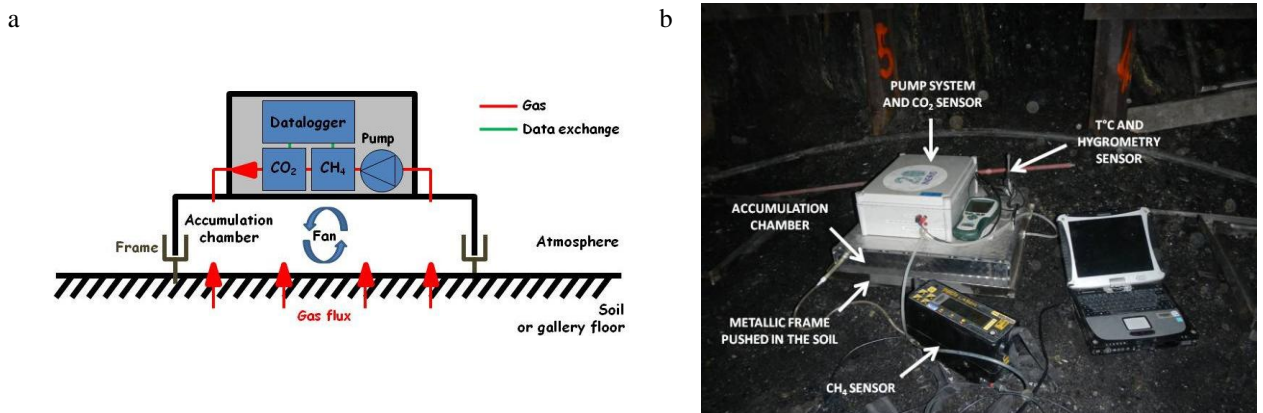 a
Datalogger
CO₂
CH₄
Pump
Gas
Data exchange
Accumulation
chamber
Fan
Frame
Atmosphere
Gas flux
Soil
or gallery floor
b
5
PUMP SYSTEM
AND CO₂ SENSOR
T°C AND
HYGROMETRY
SENSOR
ACCUMULATION
CHAMBER
METALLIC FRAME
PUSHED IN THE SOIL
CH₄ SENSOR